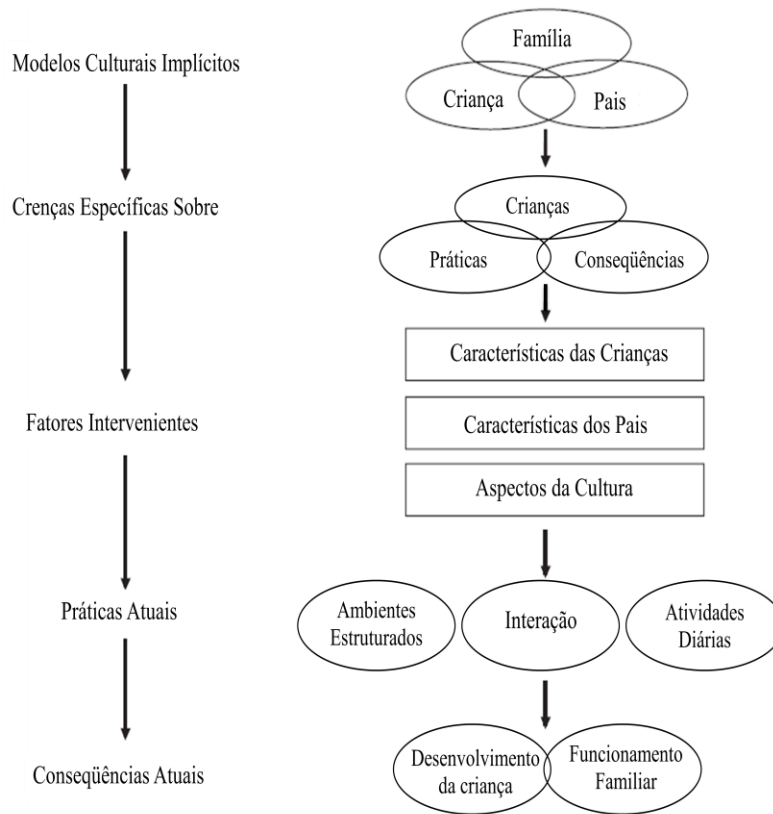 Modelos Culturais Implícitos
Família
Criança
Pais
Crenças Específicas Sobre
Crianças
Práticas
Conseqüências
Características das Crianças
Fatores Intervenientes
Características dos Pais
Aspectos da Cultura
Práticas Atuais
Ambientes
Estruturados
Interação
Atividades
Diárias
Conseqüências Atuais
Desenvolvimento
da criança
Funcionamento
Familiar